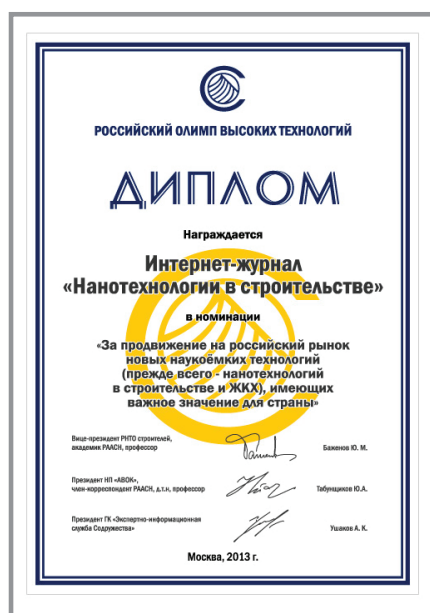 РОССИЙСКИЙ ОЛИМП ВЫСОКИХ ТЕХНОЛОГИЙ
ДИПЛОМ
Награждается
Интернет-журнал
«Нанотехнологии в строительстве»
в номинации
«За продвижение на российский рынок
новых наукоёмких технологий
(прежде всего - нанотехнологий
в строительстве и ЖКХ), имеющих
важное значение для страны»
Вице-президент РНТО строителей,
академик РААСН, профессор
Баженов Ю. М.
Президент НП «АВОК»,
член-корреспондент РААСН, д.т.н, профессор
Табунщиков Ю.А.
Президент ГК «Экспертно-информационная
служба Содружества»
Ушаков А. К.
Москва, 2013 г.